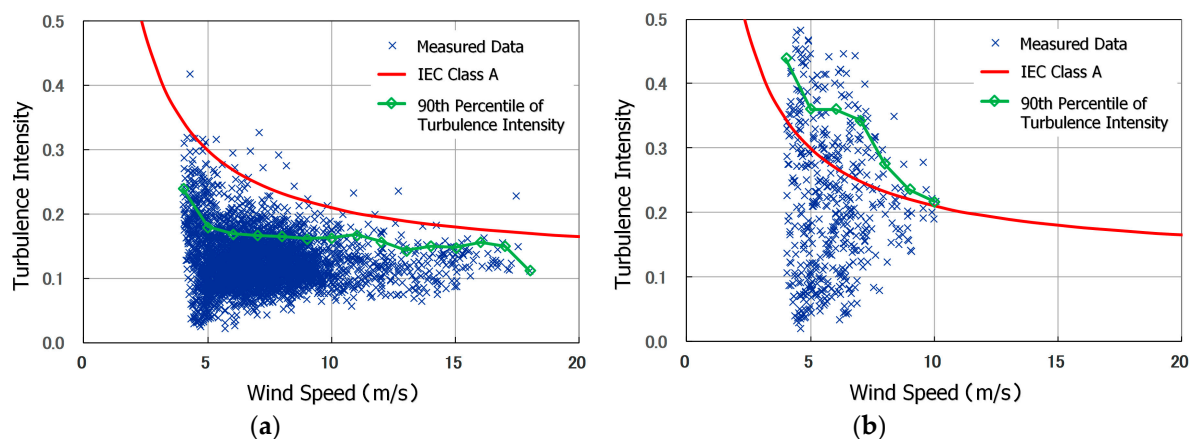 0.5
0.4
0.3
0.2
0.1
0.0
Turbulence Intensity
Measured Data
IEC Class A
90th Percentile of
Turbulence Intensity
0 5 10 15 20
Wind Speed (m/s)
(a)
0.5
0.4
0.3
0.2
0.1
0.0
Turbulence Intensity
Measured Data
IEC Class A
90th Percentile of
Turbulence Intensity
0 5 10 15 20
Wind Speed (m/s)
(b)